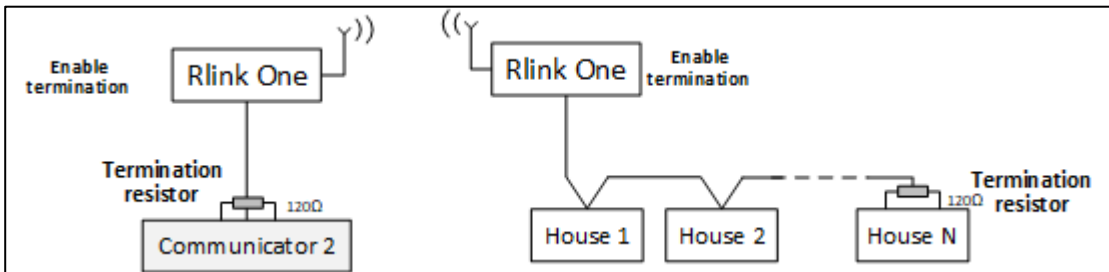 Enable
termination
Rlink One
Termination
resistor
120Ω
Communicator 2
Rlink One
Enable
termination
House 1
House 2
House N
120Ω
Termination
resistor